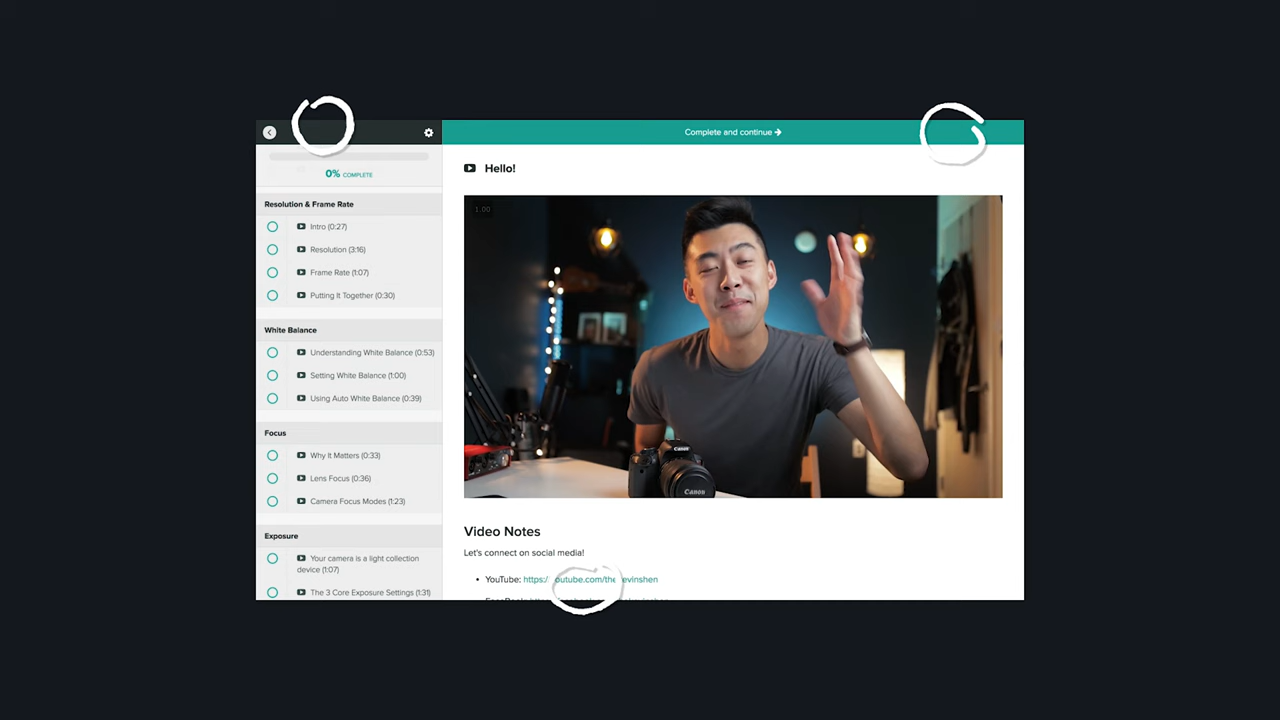 Complete and continue
0% COMPLETE
Resolution & Frame Rate
Intro (0:27)
Resolution (3:16)
Frame Rate (1:07)
Putting It Together (0:30)
White Balance
Understanding White Balance (0:53)
Setting White Balance (1:00)
Using Auto White Balance (0:39)
Focus
Why It Matters (0:33)
Lens Focus (0:36)
Camera Focus Modes (1:23)
Exposure
Your camera is a light collection
device (1:07)
The 3 Core Exposure Settings (1:31)
Hello!
1.00
Canon
Canon
Video Notes
Let's connect on social media!
YouTube: